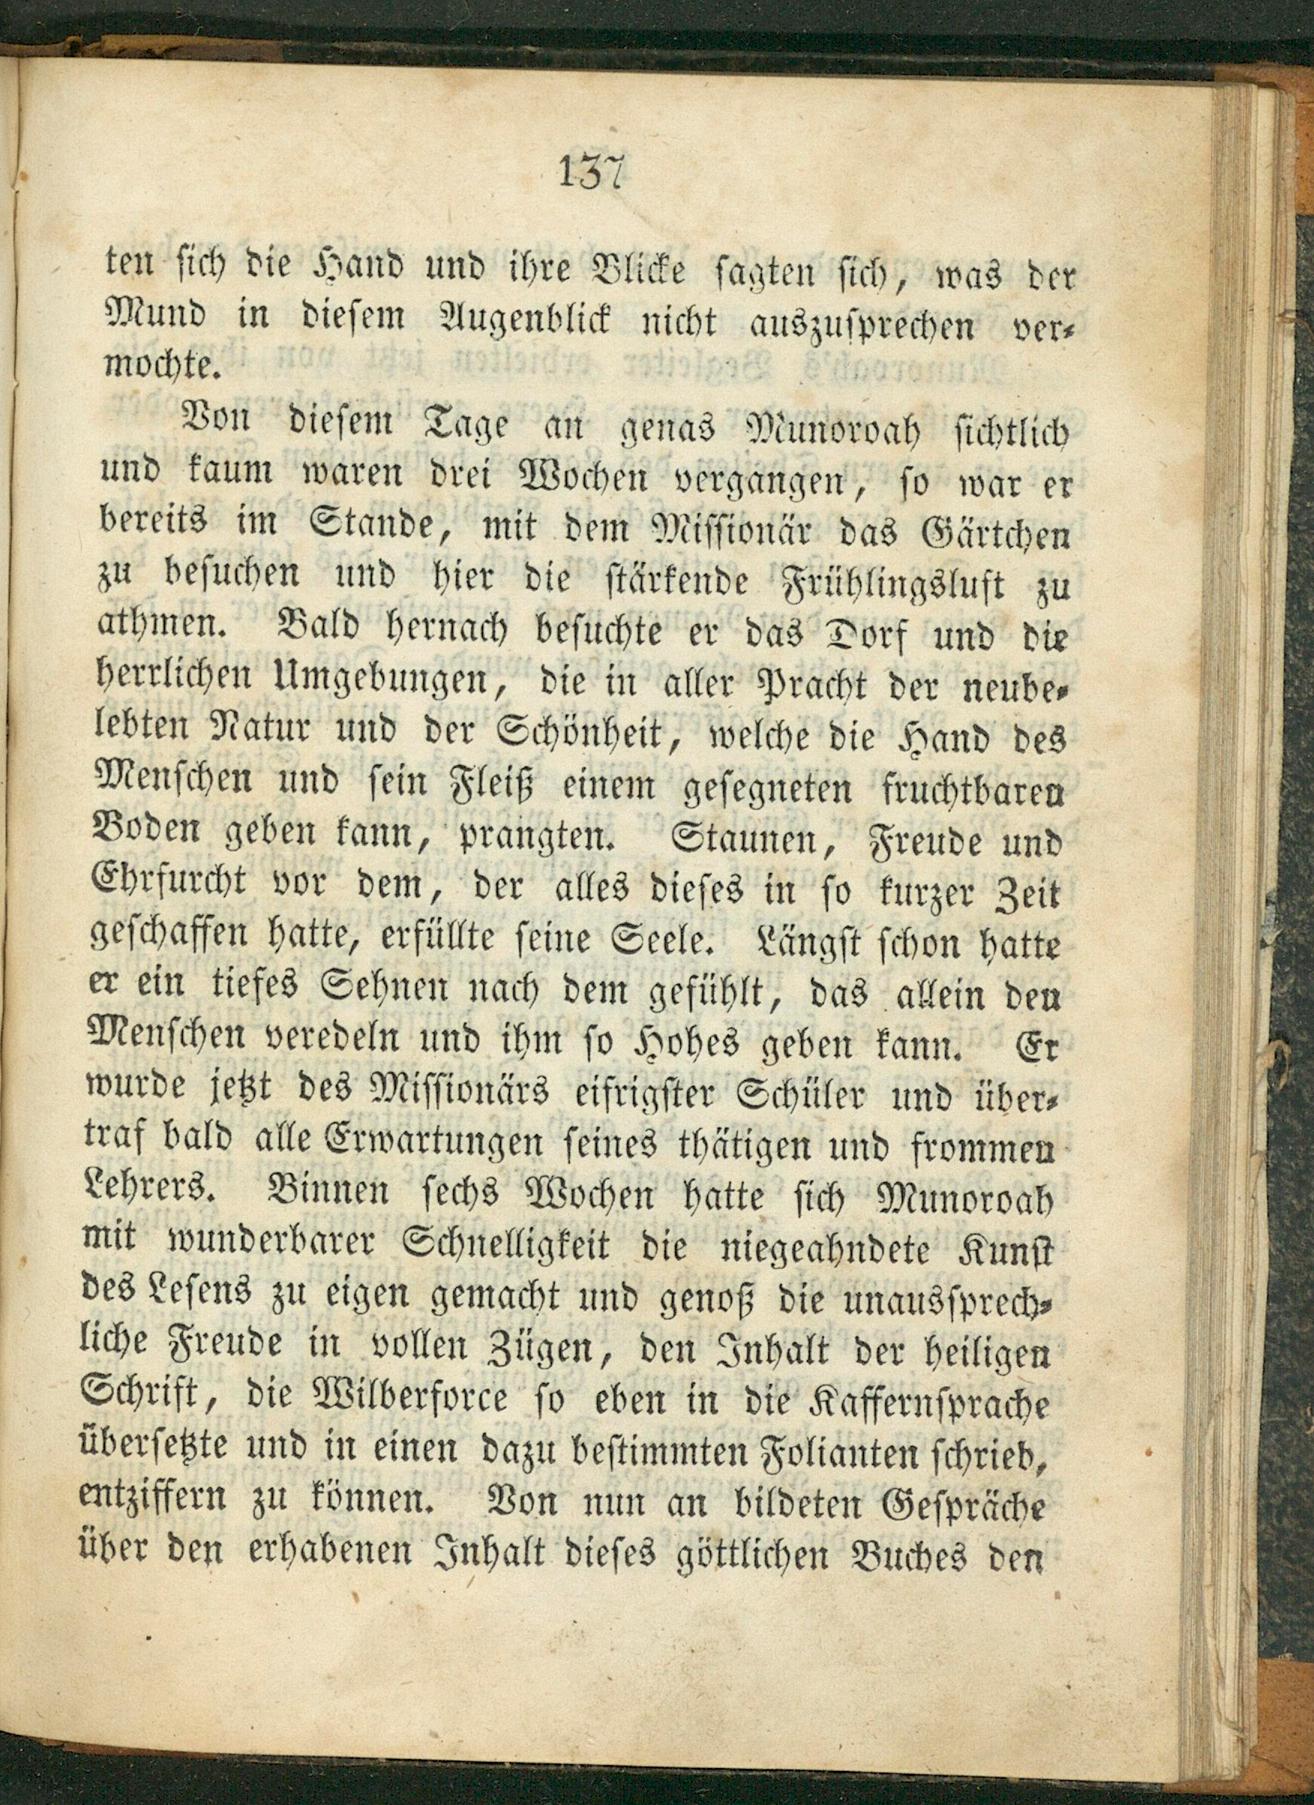 137
ten sich die Hand und ihre Blicke sagten sich, was der
Mund in diesem Augenblick nicht auszusprechen ver-
mochte.
Von diesem Tage an genas Munoroah sichtlich
und kaum waren drei Wochen vergangen, so war er
bereits im Stande, mit dem Missionär das Gärtchen
zu besuchen und hier die stärkende Frühlingsluft zu
athmen. Bald hernach besuchte er das Dorf und die
herrlichen Umgebungen, die in aller Pracht der neube-
lebten Natur und der Schönheit, welche die Hand des
Menschen und sein Fleiß einem gesegneten fruchtbaren
Boden geben kann, prangten. Staunen, Freude und
Ehrfurcht vor dem, der alles dieses in so kurzer Zeit
geschaffen hatte, erfüllte seine Seele. Längst schon hatte
er ein tiefes Sehnen nach dem gefühlt, das allein den
Menschen veredeln und ihm so Hohes geben kann. Er
wurde jetzt des Missionärs eifrigster Schüler und über-
traf bald alle Erwartungen seines thätigen und frommen
Lehrers. Binnen sechs Wochen hatte sich Munoroah
mit wunderbarer Schnelligkeit die niegeahndete Kunst
des Lesens zu eigen gemacht und genoß die unaussprech-
liche Freude in vollen Zügen, den Inhalt der heiligen
Schrift, die Wilberforce so eben in die Kaffernsprache
übersetzte und in einen dazu bestimmten Folianten schrieb,
entziffern zu können. Von nun an bildeten Gespräche
über den erhabenen Inhalt dieses göttlichen Buches den